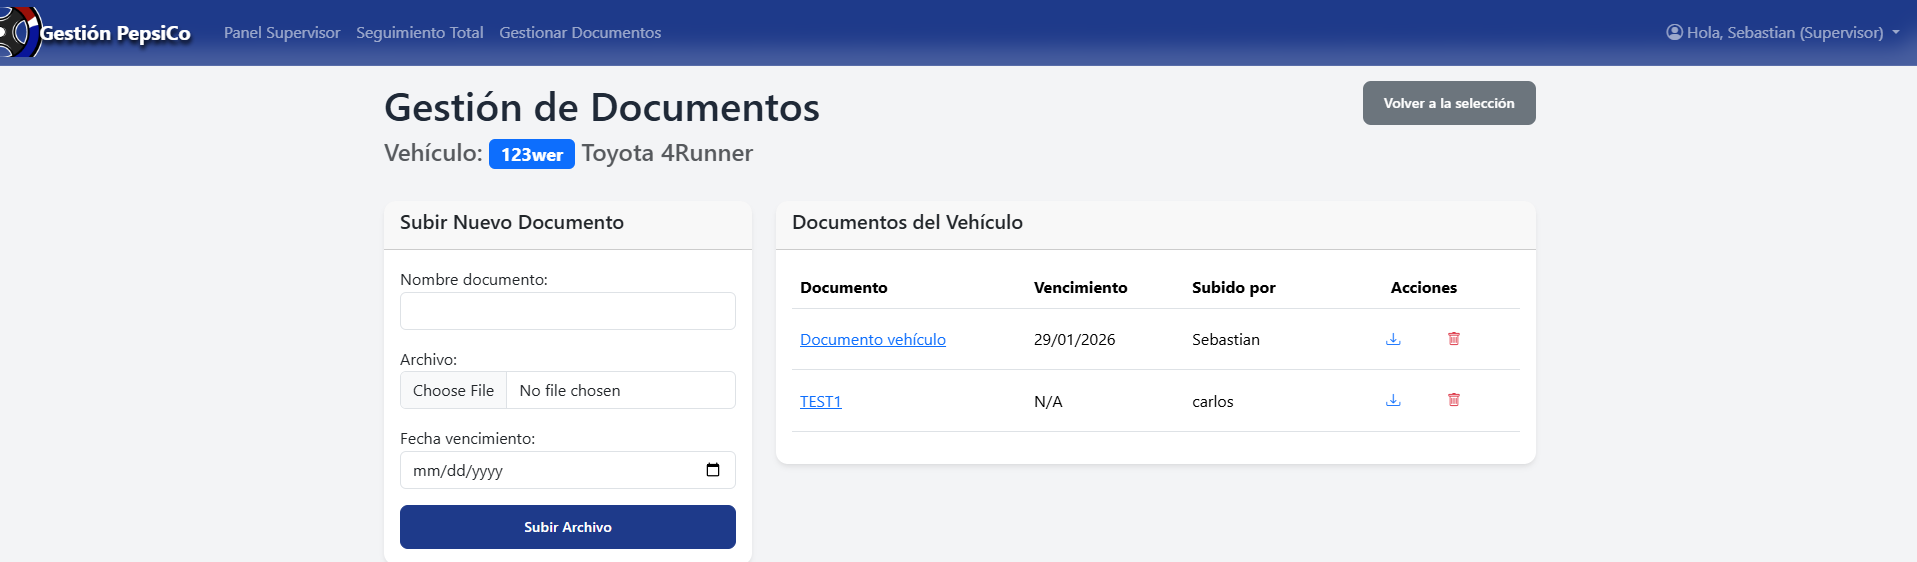 Gestión PepsiCo Panel Supervisor Seguimiento Total Gestionar Documentos Hola, Sebastian (Supervisor)
Gestión de Documentos
Volver a la selección
Vehículo: 123wer Toyota 4Runner
Subir Nuevo Documento
Nombre documento:
Archivo:
Choose File No file chosen
Fecha vencimiento:
mm/dd/yyyy
Subir Archivo
Documentos del Vehículo
Documento Vencimiento Subido por Acciones
Documento vehículo 29/01/2026 Sebastian
TEST1 N/A carlos